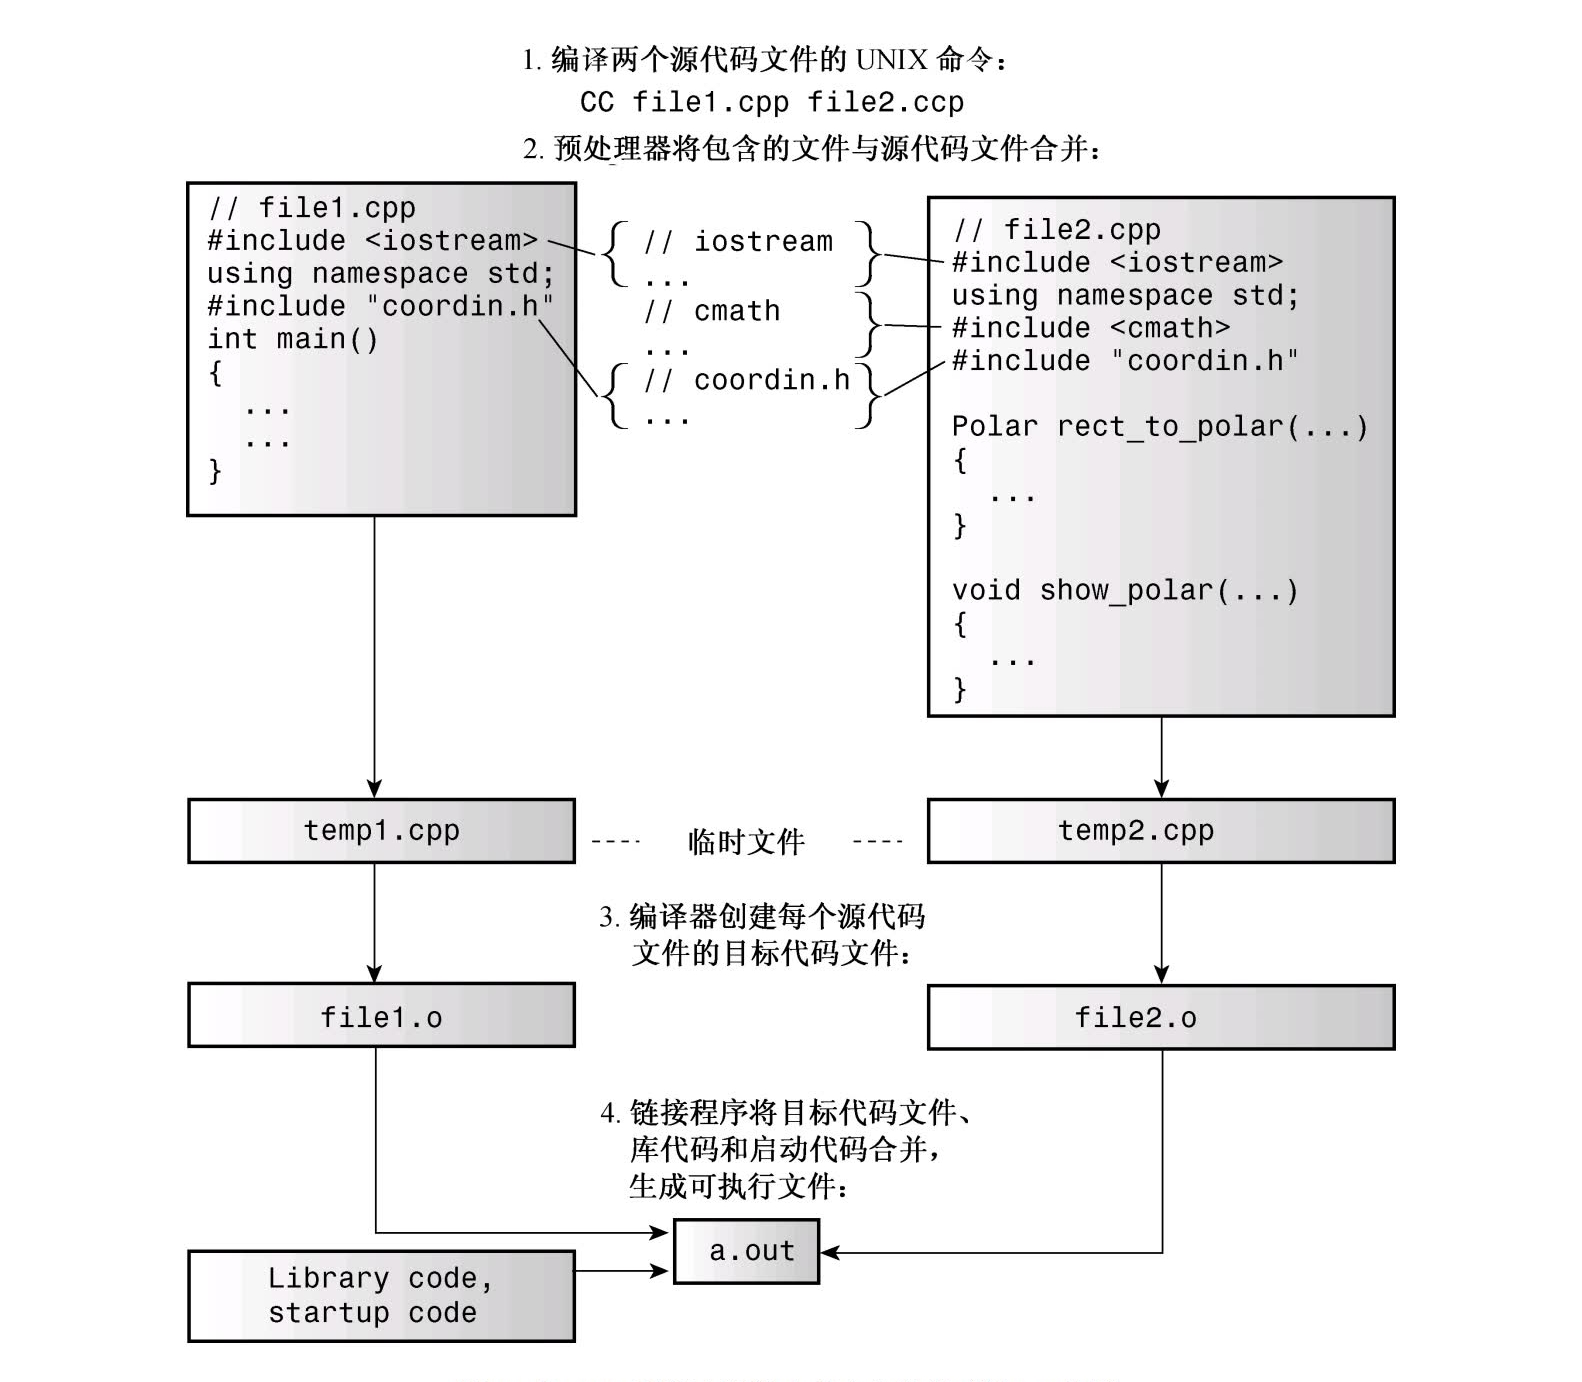 1. 编译两个源代码文件的 UNIX 命令：
CC file1.cpp file2.ccp
2. 预处理器将包含的文件与源代码文件合并：
// file1.cpp
#include <iostream>
using namespace std;
#include "coordin.h"
int main()
{
...
...
}
// iostream
...
// cmath
...
// coordin.h
...
// file2.cpp
#include <iostream>
using namespace std;
#include <cmath>
#include "coordin.h"
Polar rect_to_polar(...)
{
...
}
void show_polar(...)
{
...
}
temp1.cpp
临时文件
temp2.cpp
3. 编译器创建每个源代码
文件的目标代码文件：
file1.o
file2.o
4. 链接程序将目标代码文件、
库代码和启动代码合并，
生成可执行文件：
a.out
Library code,
startup code